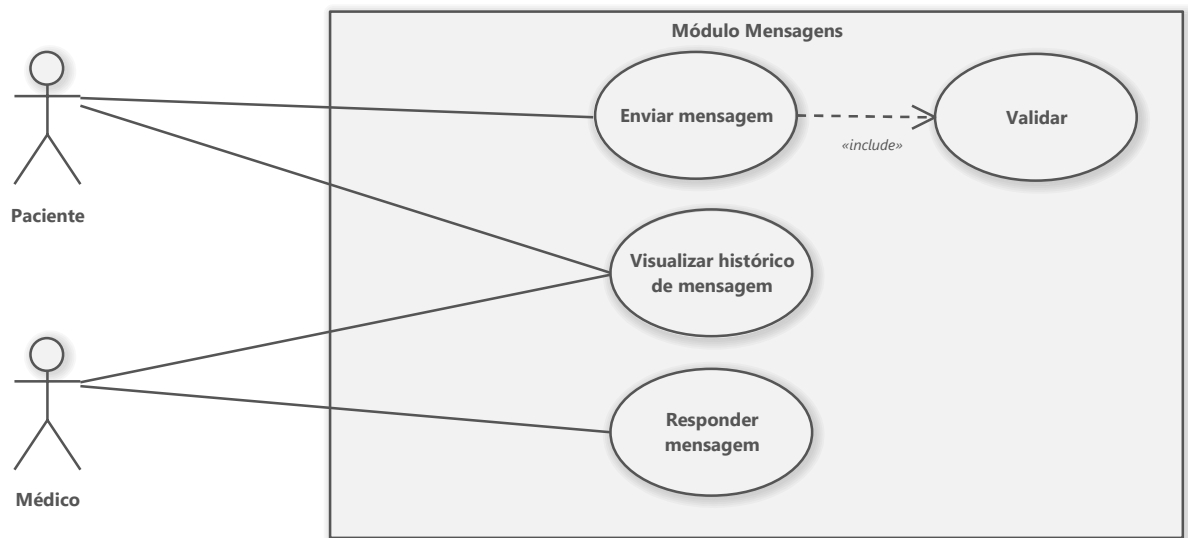 Módulo Mensagens
Enviar mensagem
Validar
«include»
Paciente
Visualizar histórico
de mensagem
Responder
mensagem
Médico